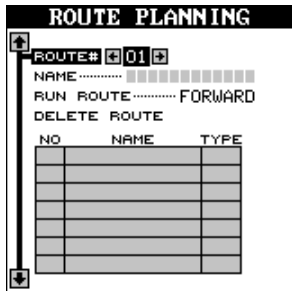 ROUTE PLANNING
ROUTE# 01
NAME
RUN ROUTE FORWARD
DELETE ROUTE
NO NAME TYPE